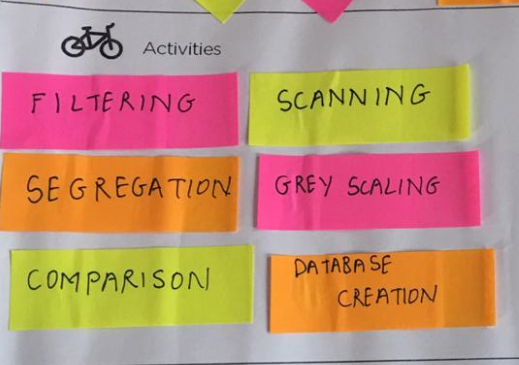 Activities
FILTERING
SCANNING
SEGREGATION
GREY SCALING
COMPARISON
DATABASE
CREATION